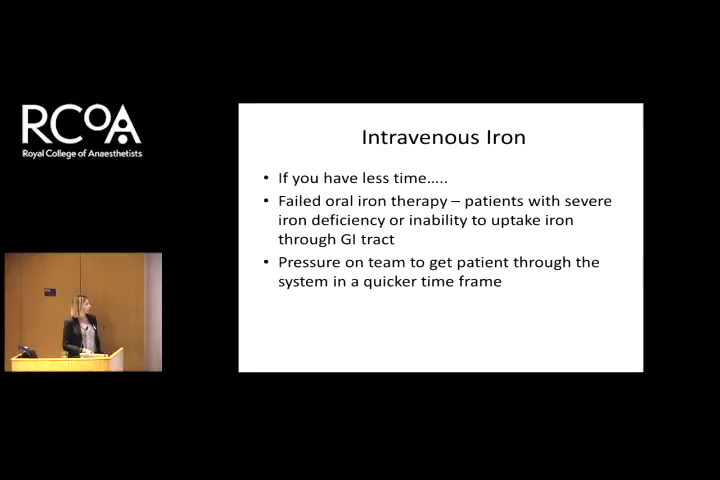 RCOA
Royal College of Anaesthetists
Intravenous Iron
• If you have less time…..
• Failed oral iron therapy – patients with severe
iron deficiency or inability to uptake iron
through GI tract
• Pressure on team to get patient through the
system in a quicker time frame